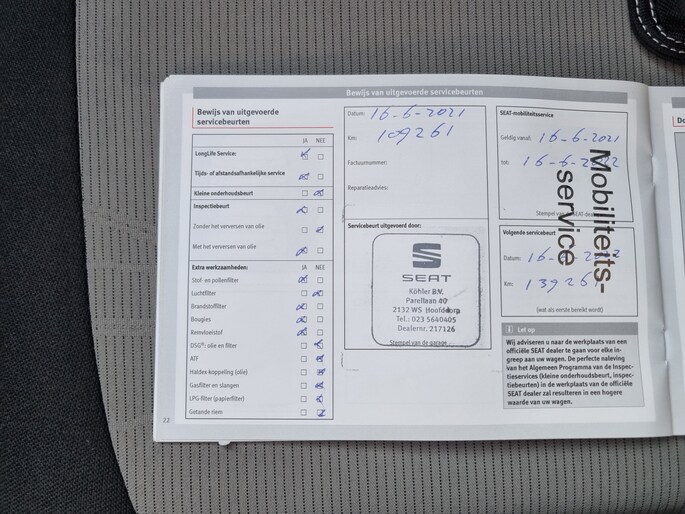 Bewijs van uitgevoerde servicebeurten
Bewijs van uitgevoerde
servicebeurten
JA NEE
LongLife Service:
Tijds- of afstandsafhankelijke service
Kleine onderhoudsbeurt
Inspectiebeurt
Zonder het verversen van olie
Met het verversen van olie
Extra werkzaamheden:
JA NEE
Stof- en pollenfilter
Luchtfilter
Brandstoffilter
Bougies
Remvloeistof
DSG®: olie en filter
ATF
Haldex-koppeling (olie)
Gasfilter en slangen
LPG-filter (papierfilter)
Getande riem
22
Datum: 16-6-2021
Km: 109261
Factuurnummer:
Reparatieadvies:
Servicebeurt uitgevoerd door:
SEAT
Köhler B.V.
Parellaan 40
2132 WS Hoofddorp
Tel.: 023 5640405
Dealernr. 217126
Stempel van de garage
SEAT-mobiliteitsservice
Geldig vanaf: 16-6-2021
tot: 16-6-2022
Mobiliteits-
service
Stempel van de SEAT-dealer
Volgende servicebeurt
Datum:
Km: 139261
(wat als eerste bereikt wordt)
Let op
Wij adviseren u naar de werkplaats van een
officiële SEAT dealer te gaan voor elke in-
greep aan uw wagen. De perfecte naleving
van het Algemeen Programma van de Inspec-
tieservices (kleine onderhoudsbeurt, inspec-
tiebeurten) in de werkplaats van de officiële
SEAT dealer zal resulteren in een hogere
waarde van uw wagen.